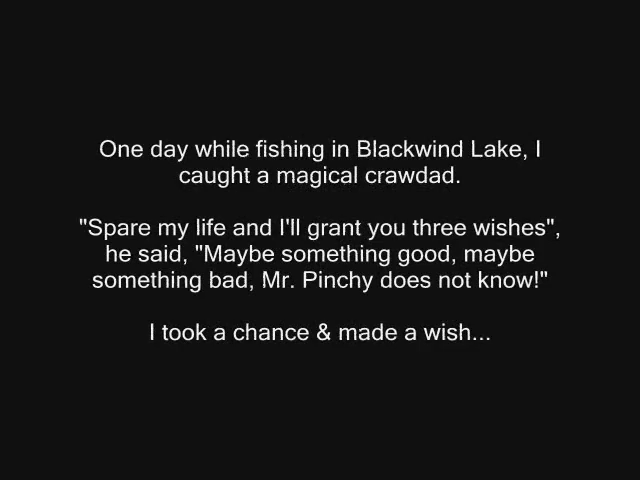 One day while fishing in Blackwind Lake, I
caught a magical crawdad.
"Spare my life and I'll grant you three wishes",
he said, "Maybe something good, maybe
something bad, Mr. Pinchy does not know!"
I took a chance & made a wish...